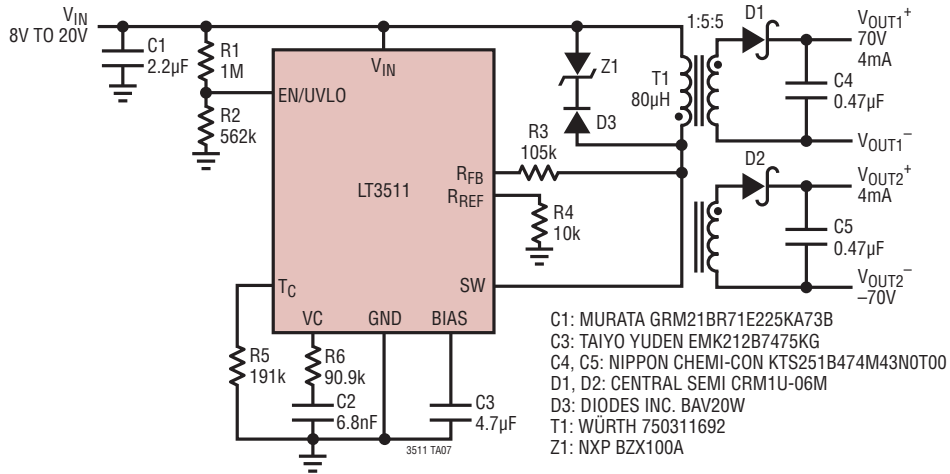 VIN
8V TO 20V
C1
2.2µF
R1
1M
R2
562k
VIN
EN/UVLO
LT3511
RFB
RREF
TC
SW
VC
GND
BIAS
Z1
D3
R3
105k
R4
10k
1:5:5
T1
80µH
D1
VOUT1+
70V
4mA
C4
0.47µF
VOUT1–
D2
VOUT2+
4mA
C5
0.47µF
VOUT2–
–70V
R5
191k
R6
90.9k
C2
6.8nF
C3
4.7µF
3511 TA07
C1: MURATA GRM21BR71E225KA73B
C3: TAIYO YUDEN EMK212B7475KG
C4, C5: NIPPON CHEMI-CON KTS251B474M43N0T00
D1, D2: CENTRAL SEMI CRM1U-06M
D3: DIODES INC. BAV20W
T1: WÜRTH 750311692
Z1: NXP BZX100A